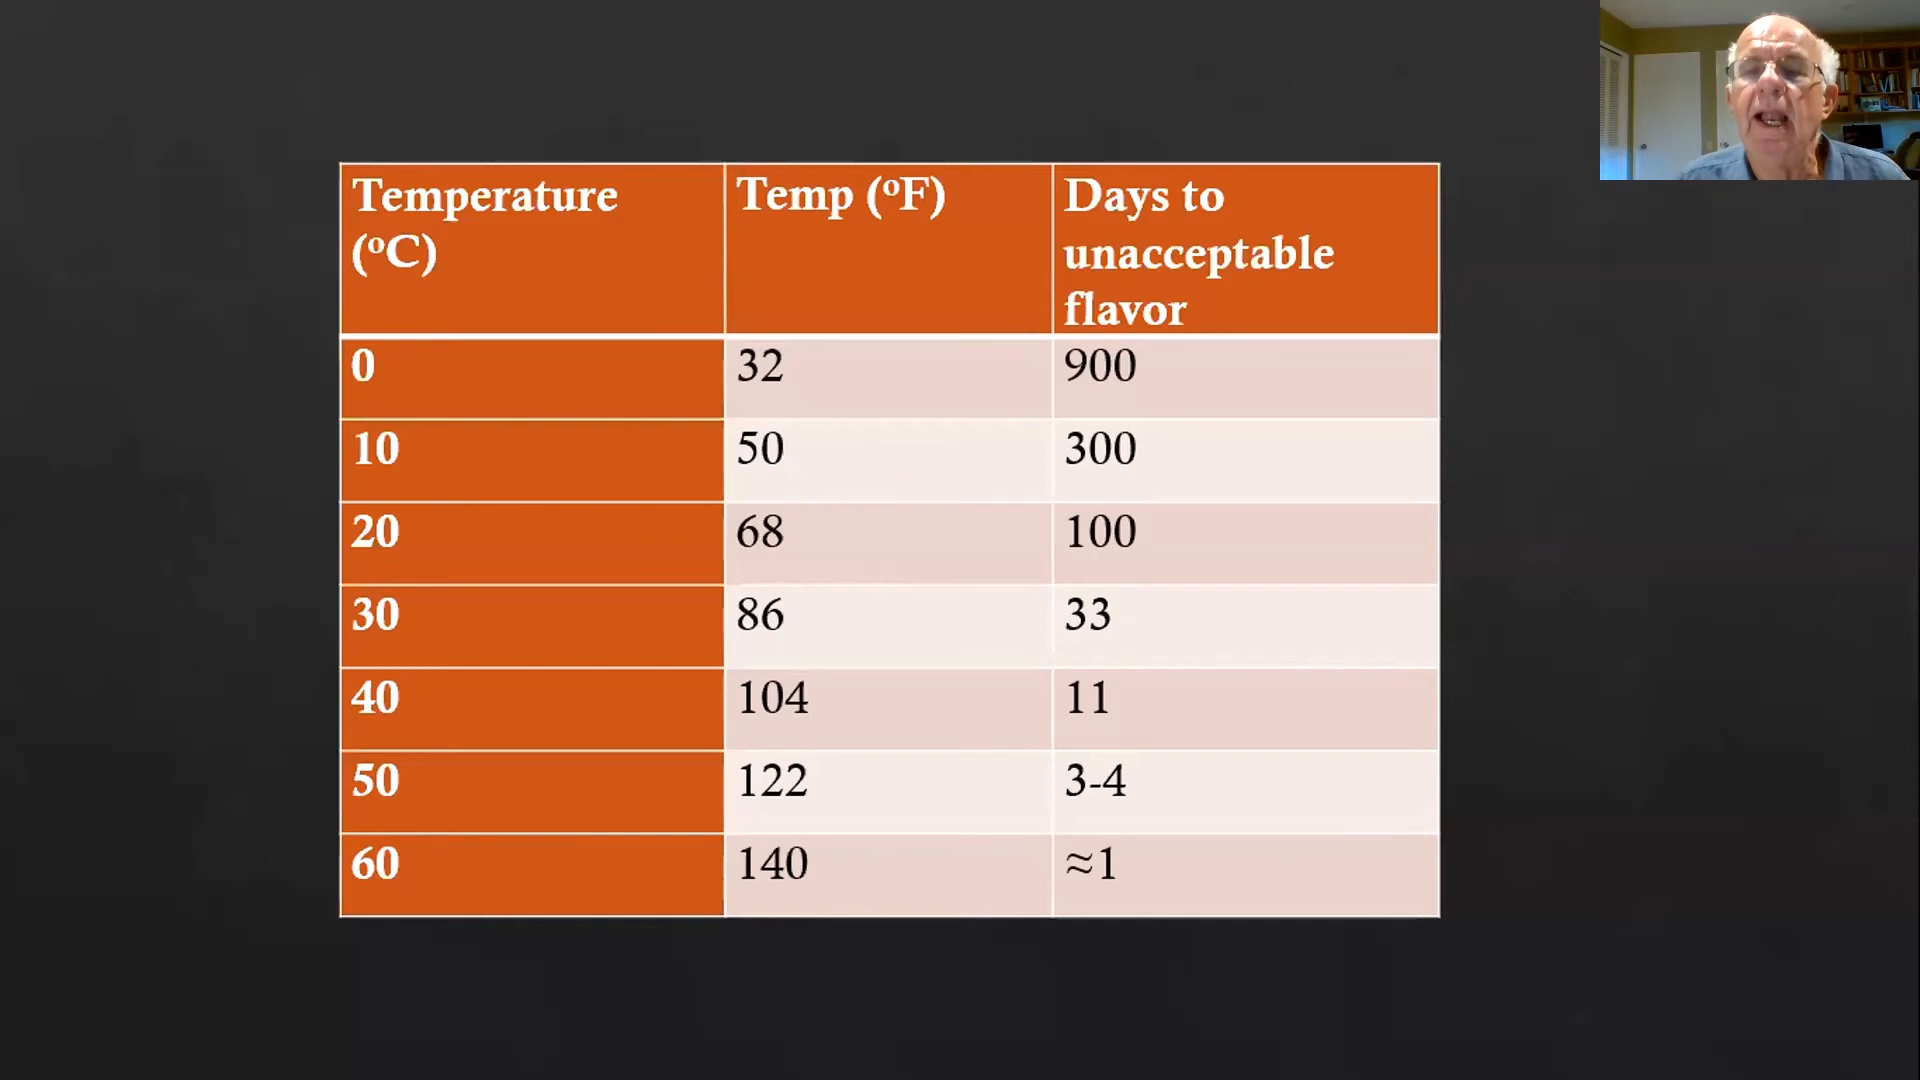 Temperature Temp (ºF) Days to
(ºC) unacceptable
flavor
0 32 900
10 50 300
20 68 100
30 86 33
40 104 11
50 122 3-4
60 140 ≈1